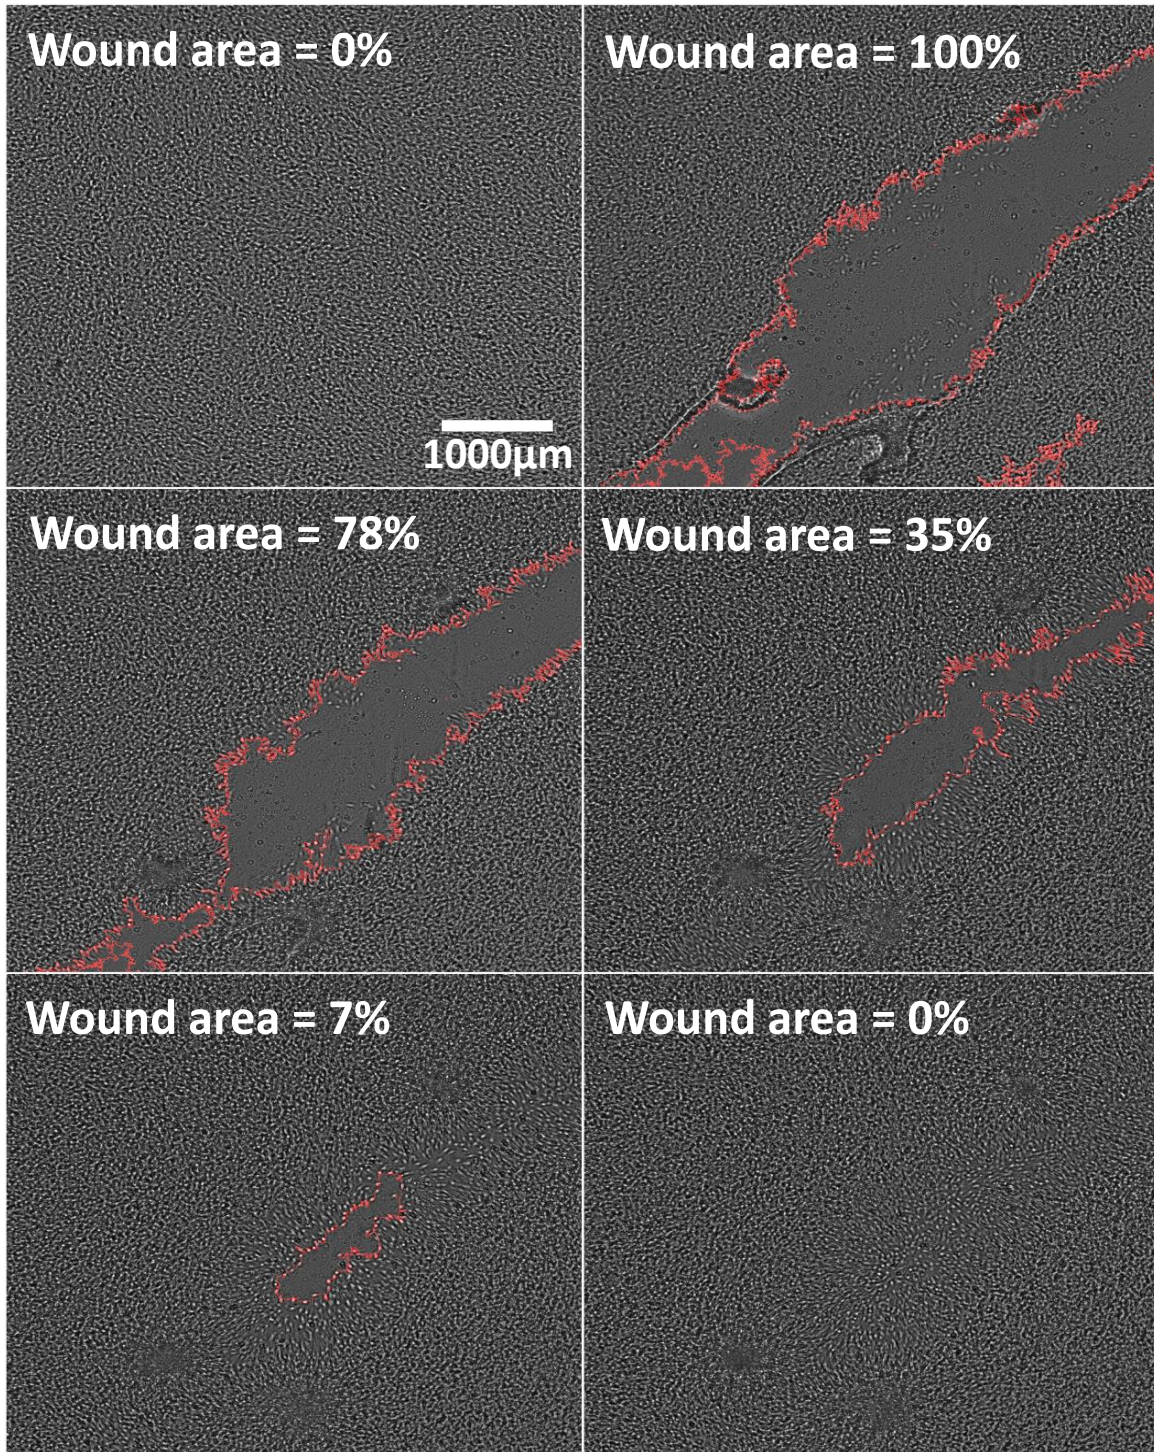 Wound area = 0%
Wound area = 100%
1000μm
Wound area = 78%
Wound area = 35%
Wound area = 7%
Wound area = 0%